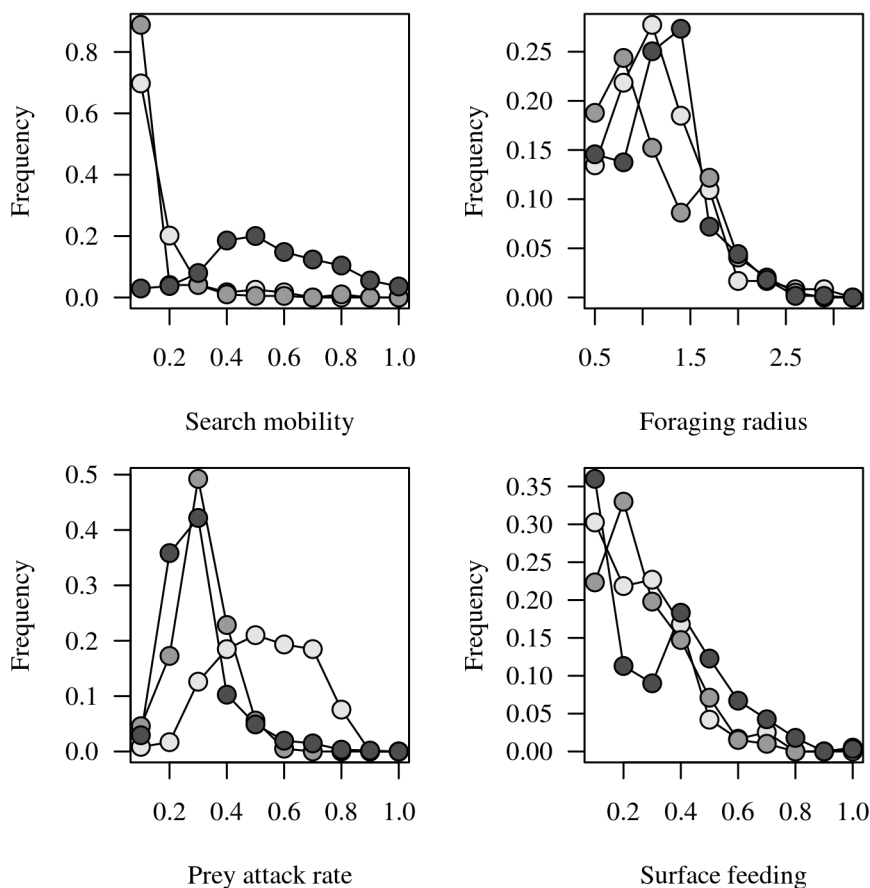 Frequency
0.8
0.6
0.4
0.2
0.0
0.2 0.4 0.6 0.8 1.0
Search mobility
Frequency
0.25
0.20
0.15
0.10
0.05
0.00
0.5 1.5 2.5
Foraging radius
Frequency
0.5
0.4
0.3
0.2
0.1
0.0
0.2 0.4 0.6 0.8 1.0
Prey attack rate
Frequency
0.35
0.30
0.25
0.20
0.15
0.10
0.05
0.00
0.2 0.4 0.6 0.8 1.0
Surface feeding